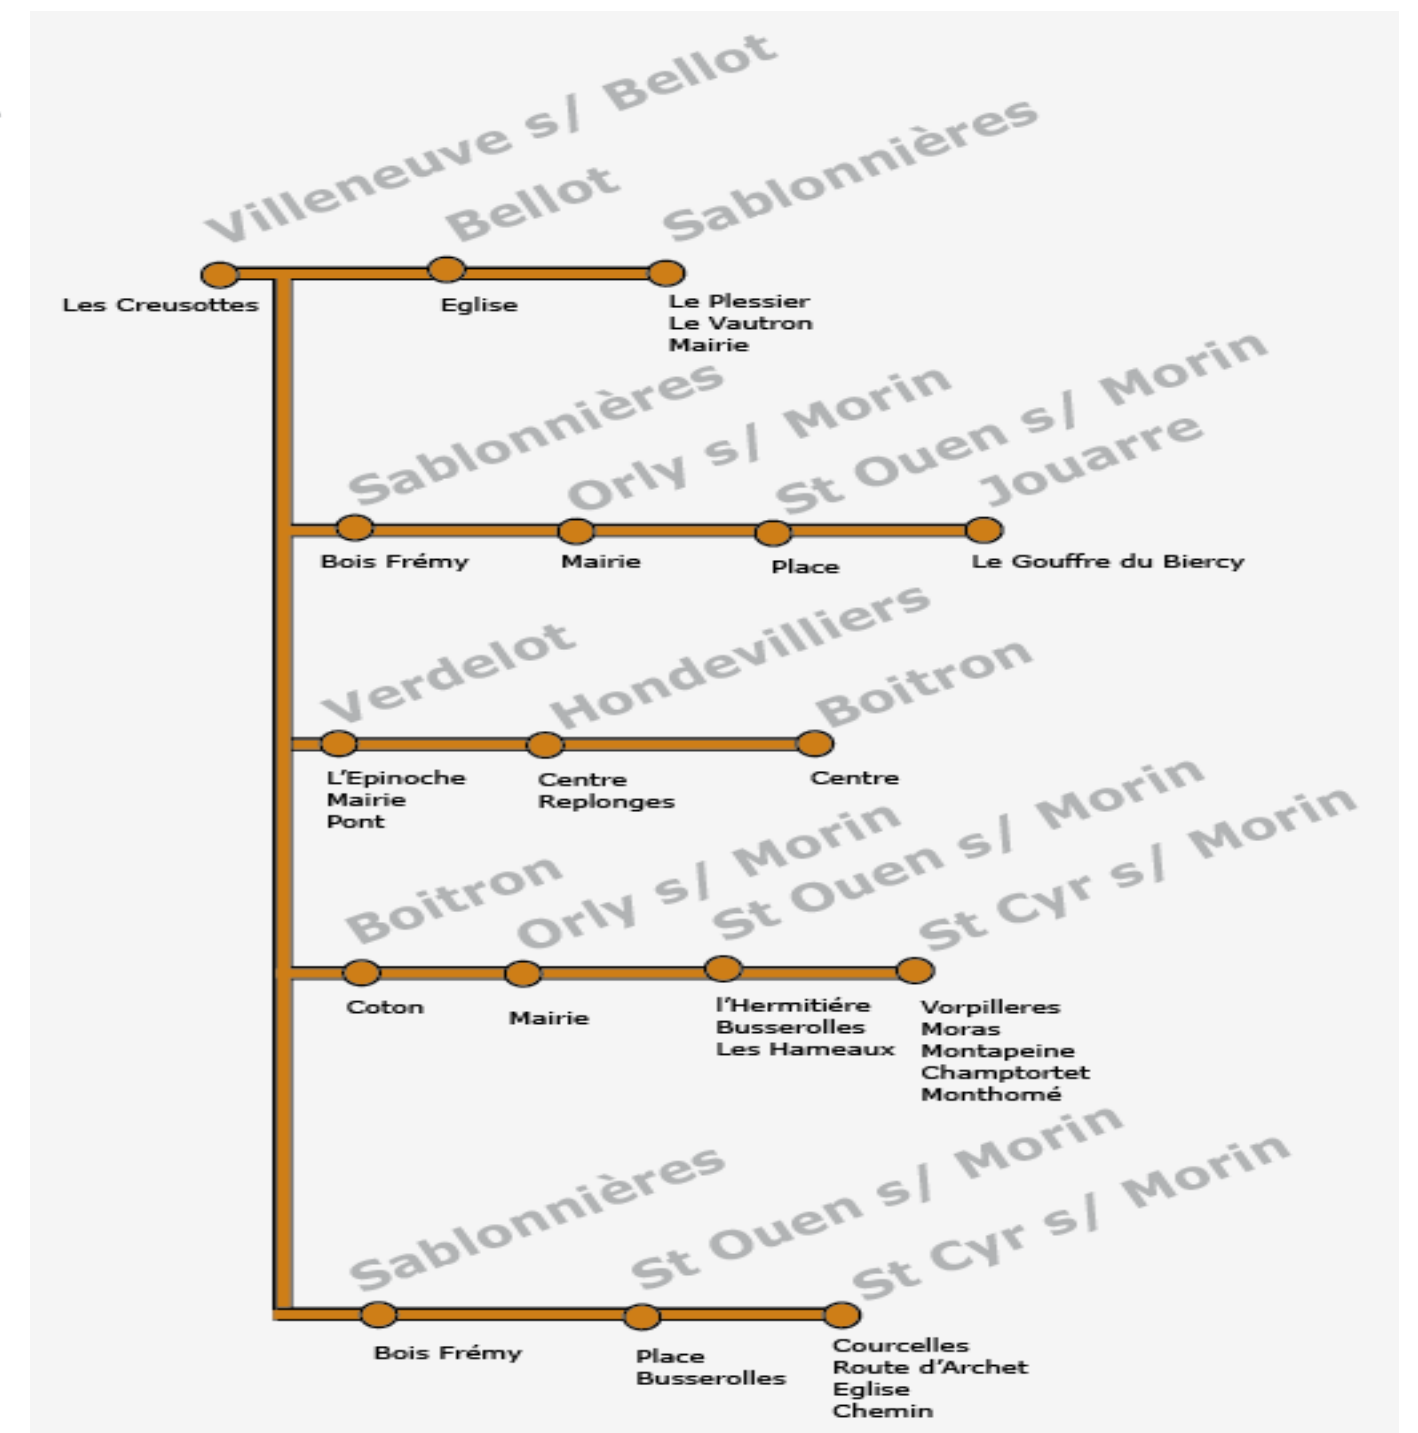 Villeneuve s/ Bellot
Bellot
Sablonnières
Les Creusottes
Eglise
Le Plessier
Le Vautron
Mairie
Sablonnières
Orly s/ Morin
St Ouen s/ Morin
Jouarre
Bois Frémy
Mairie
Place
Le Gouffre du Biercy
Verdelot
Hondevilliers
Boitron
L'Epinoche
Mairie
Pont
Centre
Replonges
Centre
Boitron
Orly s/ Morin
St Ouen s/ Morin
St Cyr s/ Morin
Coton
Mairie
l'Hermitiére
Busserolles
Les Hameaux
Vorpilleres
Moras
Montapeine
Champtortet
Monthomé
Sablonnières
St Ouen s/ Morin
St Cyr s/ Morin
Bois Frémy
Place
Busserolles
Courcelles
Route d'Archet
Eglise
Chemin